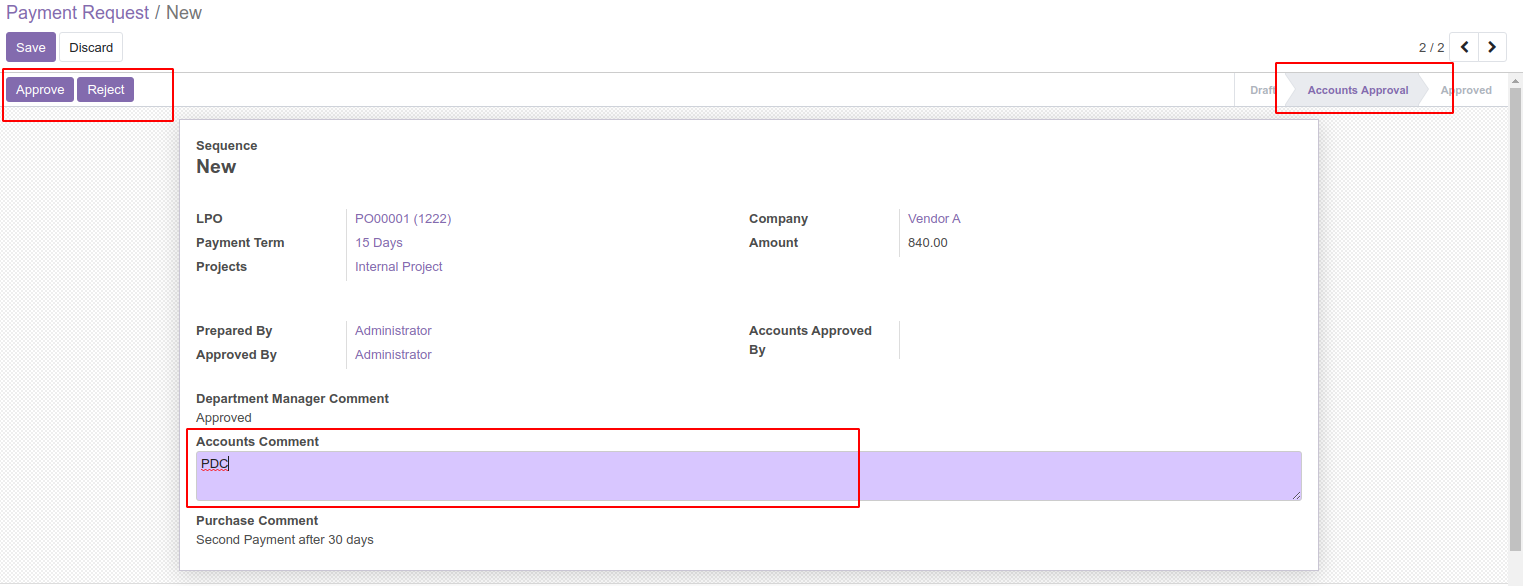 Payment Request / New
Save Discard
2 / 2
Approve Reject
Draft Accounts Approval Approved
Sequence
New
LPO PO00001 (1222) Company Vendor A
Payment Term 15 Days Amount 840.00
Projects Internal Project
Prepared By Administrator Accounts Approved
Approved By Administrator By
Department Manager Comment
Approved
Accounts Comment
PDC
Purchase Comment
Second Payment after 30 days